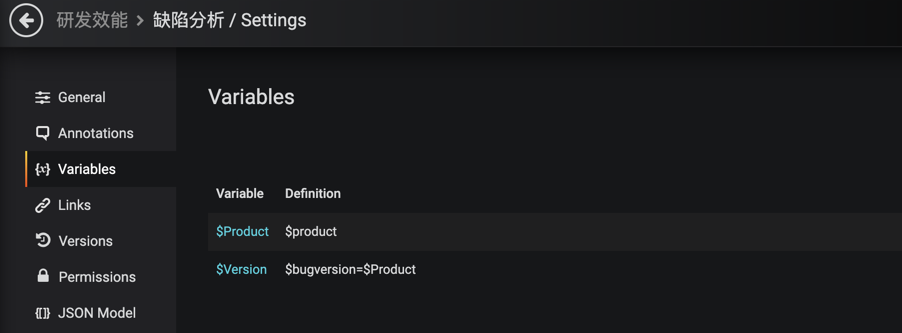 研发效能 > 缺陷分析 / Settings
General
Annotations
Variables
Links
Versions
Permissions
JSON Model
Variables
Variable Definition
$Product $product
$Version $bugversion=$Product